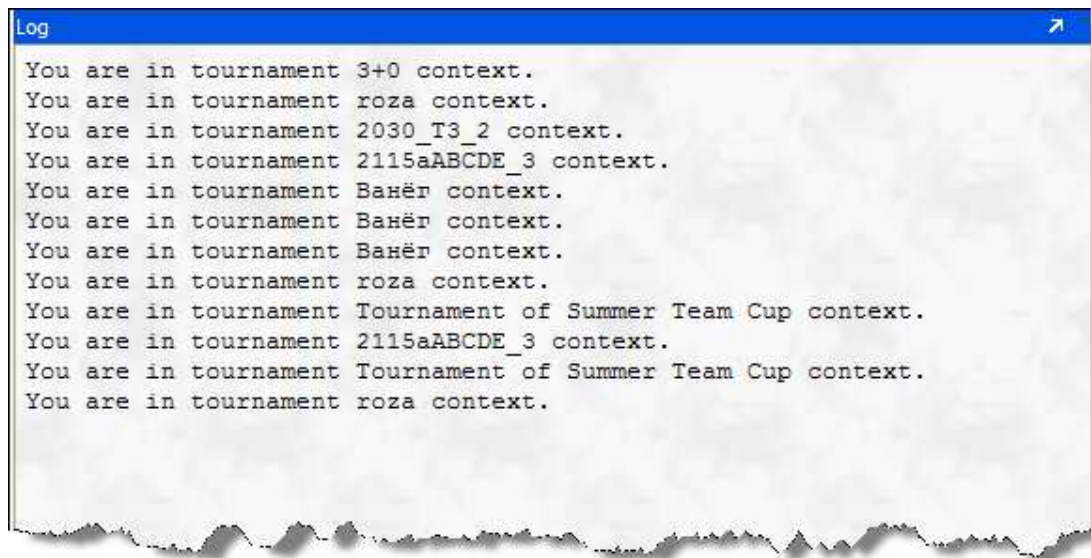 Log
You are in tournament 3+0 context.
You are in tournament roza context.
You are in tournament 2030_T3_2 context.
You are in tournament 2115aABCDE_3 context.
You are in tournament Ванёг context.
You are in tournament Ванёг context.
You are in tournament Ванёг context.
You are in tournament roza context.
You are in tournament Tournament of Summer Team Cup context.
You are in tournament 2115aABCDE_3 context.
You are in tournament Tournament of Summer Team Cup context.
You are in tournament roza context.